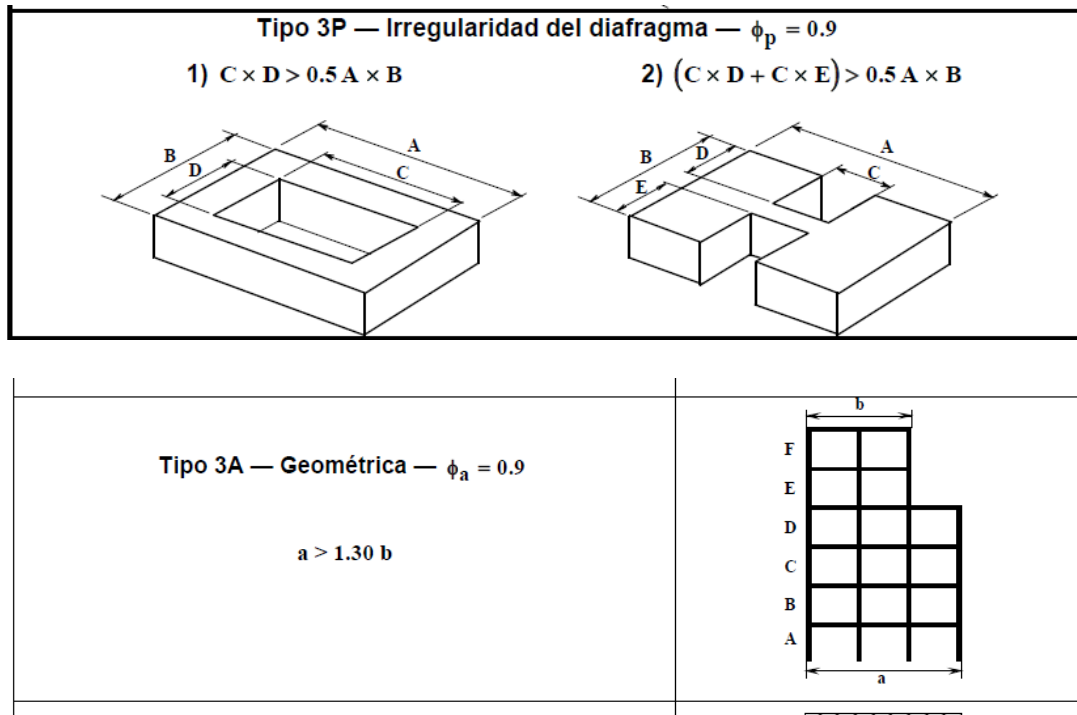 Tipo 3P — Irregularidad del diafragma — ϕp = 0.9
1) C × D > 0.5 A × B
2) (C × D + C × E) > 0.5 A × B
B
D
A
C
B
D
E
A
C
Tipo 3A — Geométrica — ϕa = 0.9
a > 1.30 b
b
F
E
D
C
B
A
a